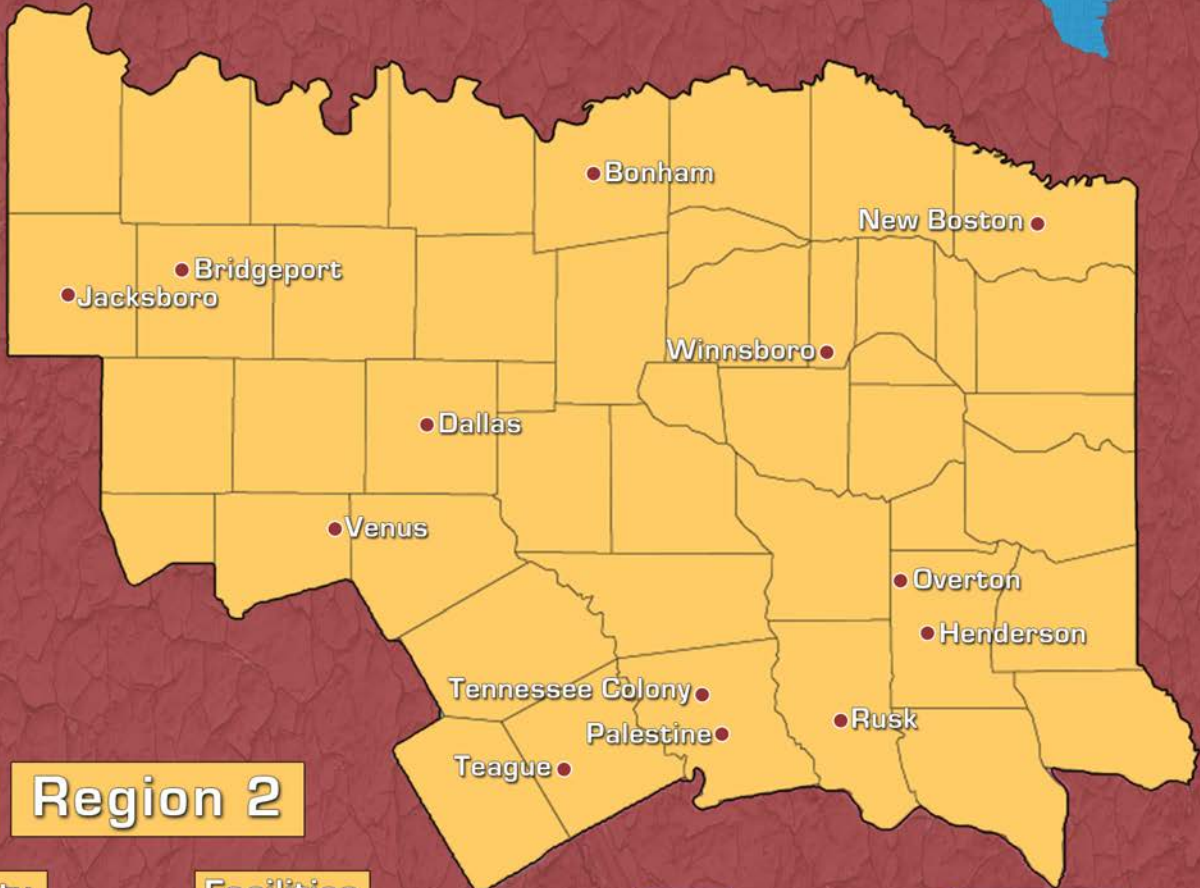 Bonham
New Boston
Bridgeport
Jacksboro
Winnsboro
Dallas
Venus
Overton
Henderson
Tennessee Colony
Rusk
Palestine
Teague
Region 2
Facilities